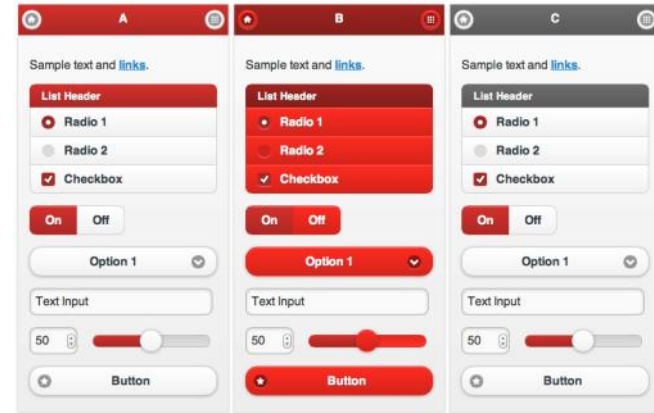 A
Sample text and links.
List Header
Radio 1
Radio 2
Checkbox
On Off
Option 1
Text Input
50
Button
B
Sample text and links.
List Header
Radio 1
Radio 2
Checkbox
On Off
Option 1
Text Input
50
Button
C
Sample text and links.
List Header
Radio 1
Radio 2
Checkbox
On Off
Option 1
Text Input
50
Button